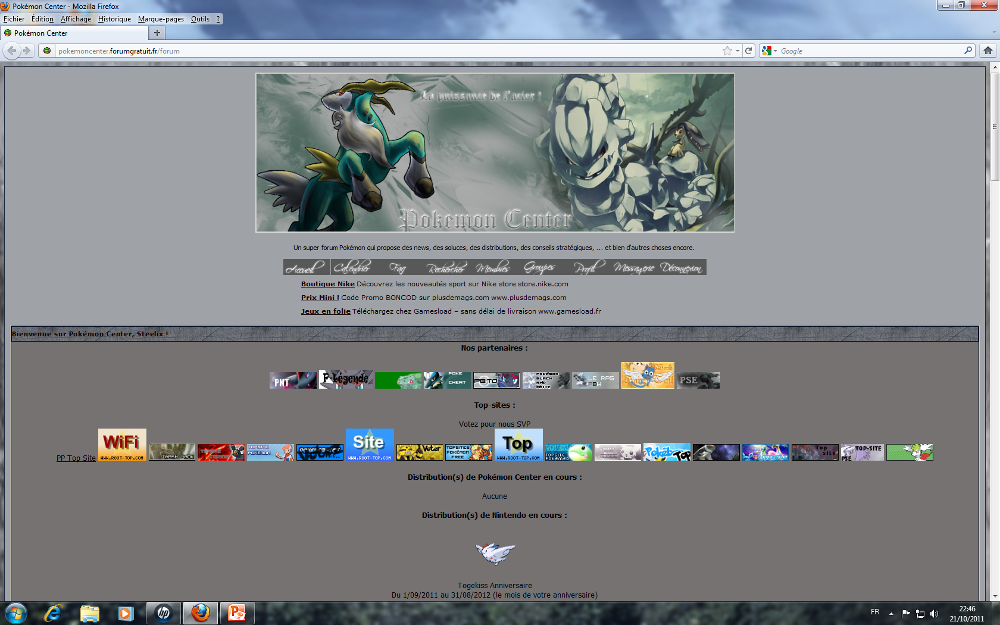 Pokémon Center - Mozilla Firefox
Fichier Édition Affichage Historique Marque-pages Outils ?
Pokémon Center
pokemoncenter.forumgratuit.fr/forum
Google
La puissance de l'acier !
Pokemon Center
Un super forum Pokémon qui propose des news, des soluces, des distributions, des conseils stratégiques, ... et bien d'autres choses encore.
Accueil Calendrier Faq Rechercher Membres Groupes Profil Messagerie Déconnexion
Boutique Nike Découvrez les nouveautés sport sur Nike store store.nike.com
Prix Mini ! Code Promo BONCOD sur plusdemags.com www.plusdemags.com
Jeux en folie Téléchargez chez Gamesload – sans délai de livraison www.gamesload.fr
Bienvenue sur Pokémon Center, Steelix !
Nos partenaires :
PNT P-Légende POKE CHEAT PBTO POKÉMON BLACK AND WHITE LE RPG PBW World PSE
Top-sites :
Votez pour nous SVP
PP Top Site WiFi WWW.ROOT-TOP.COM TRASH RANK TOPSITE POKEMON Site WWW.ROOT-TOP.COM Voter TOPSITES POKÉMON FREE Top WWW.ROOT-TOP.COM VOTEZ! TOPSITE POKEMED Pokéb Top Top site TOP-SITE PSE
Distribution(s) de Pokémon Center en cours :
Aucune
Distribution(s) de Nintendo en cours :
Togekiss Anniversaire
Du 1/09/2011 au 31/08/2012 (le mois de votre anniversaire)
FR
22:46
21/10/2011